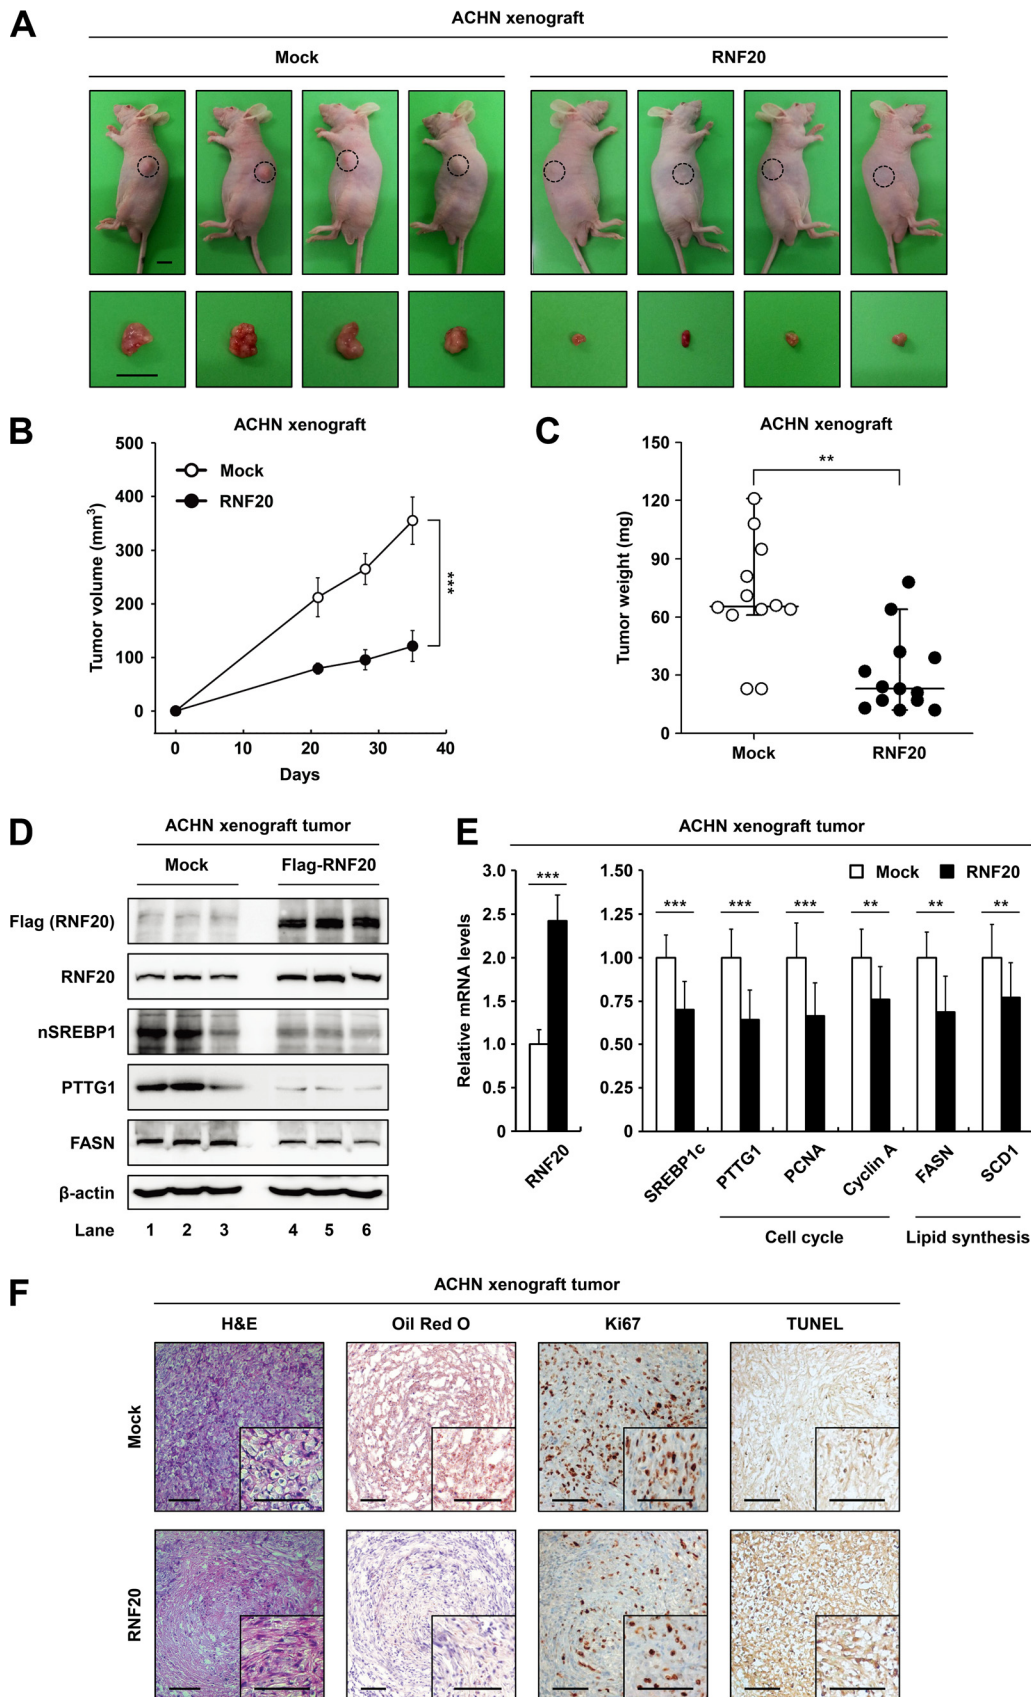 A
ACHN xenograft
Mock
RNF20
B
ACHN xenograft
Tumor volume (mm³)
500
400
300
200
100
0
Mock
RNF20
***
0
10
20
30
40
Days
C
ACHN xenograft
Tumor weight (mg)
150
120
90
60
30
0
**
Mock
RNF20
D
ACHN xenograft tumor
Mock
Flag-RNF20
Flag (RNF20)
RNF20
nSREBP1
PTTG1
FASN
β-actin
Lane 1 2 3 4 5 6
E
ACHN xenograft tumor
Relative mRNA levels
3.0
2.5
2.0
1.5
1.0
0.5
0
***
RNF20
1.25
1.00
0.75
0.50
0.25
0
Mock
RNF20
*** *** *** ** ** **
SREBP1c
PTTG1
PCNA
Cyclin A
FASN
SCD1
Cell cycle
Lipid synthesis
F
ACHN xenograft tumor
H&E
Oil Red O
Ki67
TUNEL
Mock
RNF20